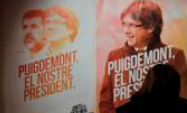 PUIGDEMONT,
EL NOSTRE
PRESIDENT.
PUIGDEMONT,
EL NOSTRE
PRESIDENT.